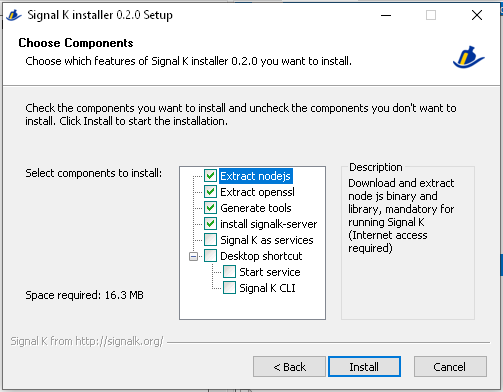 Signal K installer 0.2.0 Setup
Choose Components
Choose which features of Signal K installer 0.2.0 you want to install.
Check the components you want to install and uncheck the components you don't want to
install. Click Install to start the installation.
Select components to install:
Extract nodejs
Extract openssl
Generate tools
install signalk-server
Signal K as services
Desktop shortcut
Start service
Signal K CLI
Space required: 16.3 MB
Description
Download and extract
node js binary and
library, mandatory for
running Signal K
(Internet access
required)
Signal K from http://signalk.org/
< Back
Install
Cancel